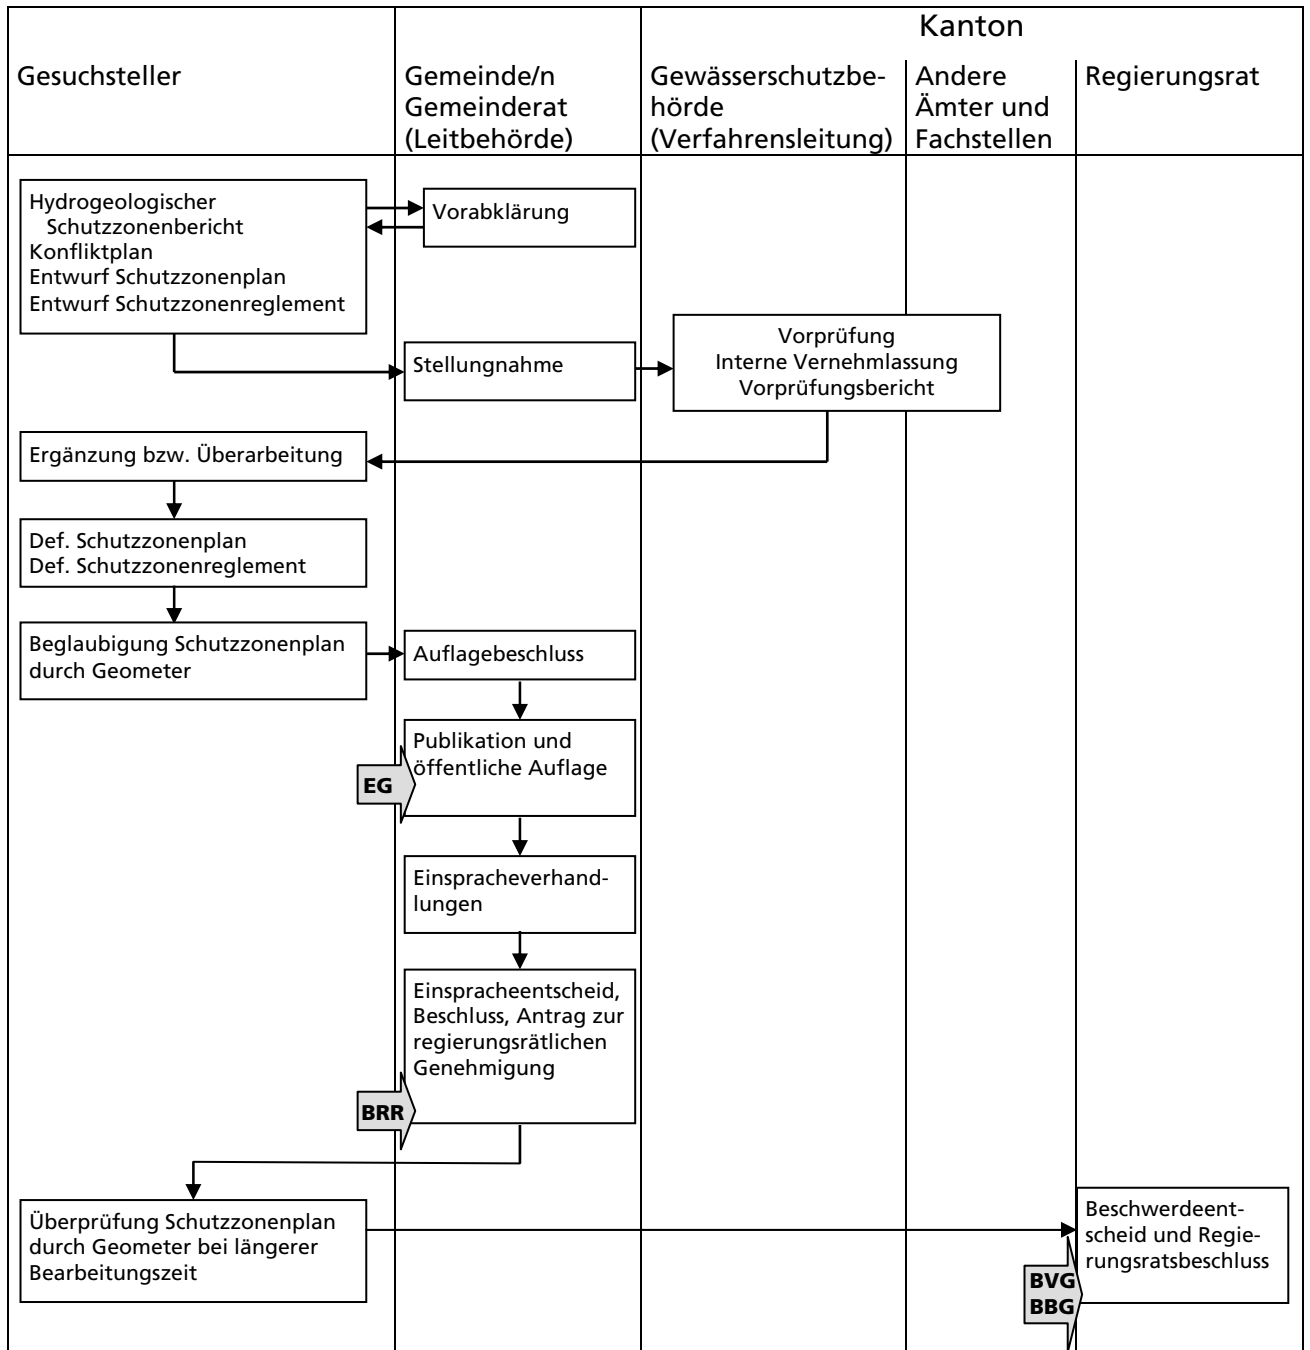 Kanton
Gesuchsteller
Gemeinde/n
Gemeinderat
(Leitbehörde)
Gewässerschutzbe-
hörde
(Verfahrensleitung)
Andere
Ämter und
Fachstellen
Regierungsrat
Hydrogeologischer
Schutzzonenbericht
Konfliktplan
Entwurf Schutzzonenplan
Entwurf Schutzzonenreglement
Vorabklärung
Stellungnahme
Vorprüfung
Interne Vernehmlassung
Vorprüfungsbericht
Ergänzung bzw. Überarbeitung
Def. Schutzzonenplan
Def. Schutzzonenreglement
Beglaubigung Schutzzonenplan
durch Geometer
Auflagebeschluss
Publikation und
öffentliche Auflage
EG
Einspracheverhand-
lungen
Einspracheentscheid,
Beschluss, Antrag zur
regierungsrätlichen
Genehmigung
BRR
Überprüfung Schutzzonenplan
durch Geometer bei längerer
Bearbeitungszeit
Beschwerdeent-
scheid und Regie-
rungsratsbeschluss
BVG
BBG